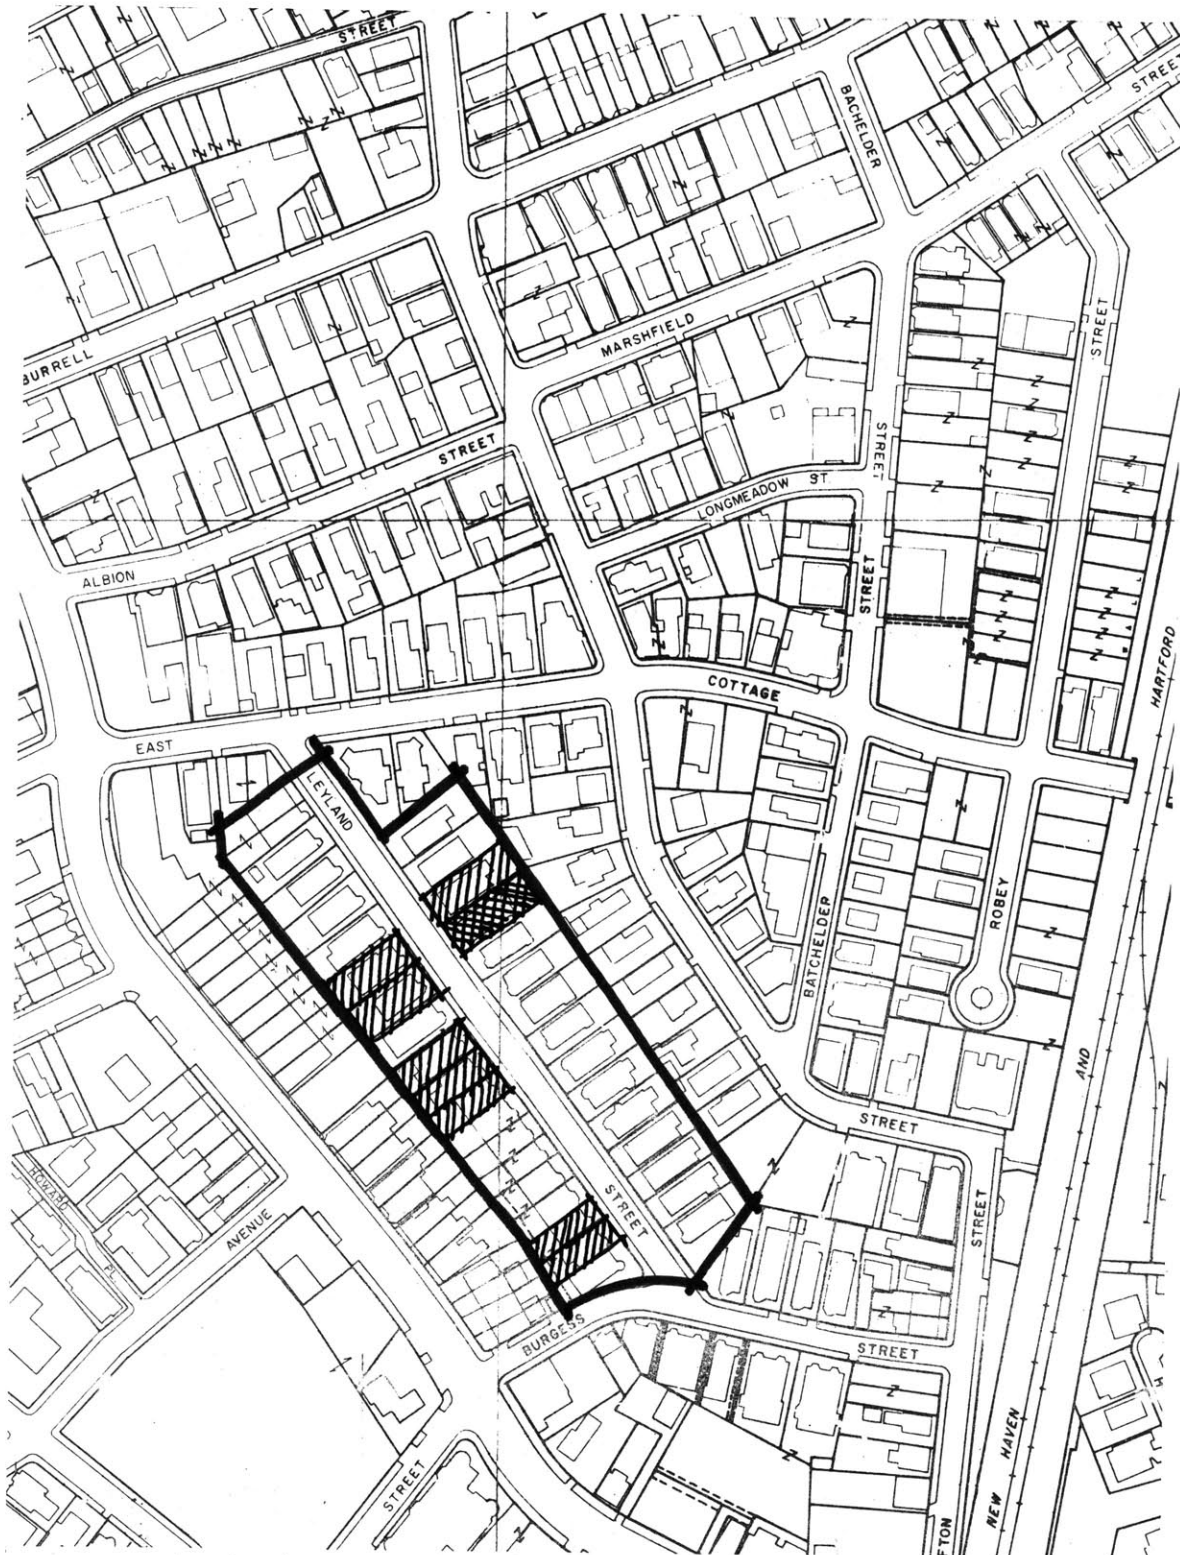 STREET
BACHELDER
STREET
BURRELL
MARSHFIELD
STREET
STREET
STREET
LONGMEADOW ST.
ALBION
STREET
HARTFORD
COTTAGE
EAST
LEYLAND
ROBEY
BATCHELDER
AND
STREET
HOWARD
PL
AVENUE
STREET
STREET
BURGESS
STREET
NEW HAVEN
STREET